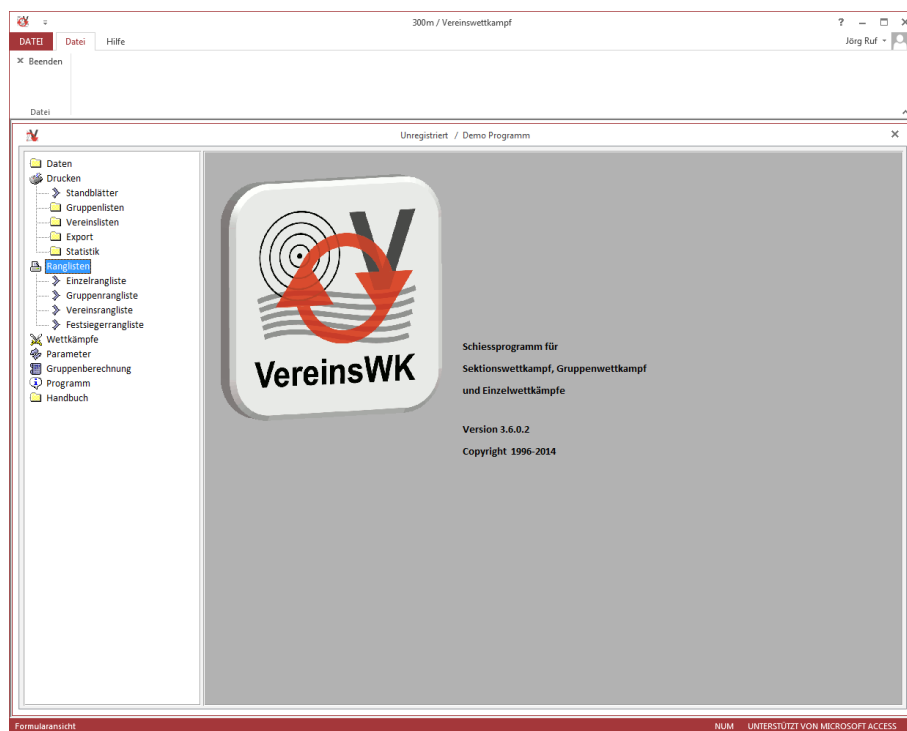 300m / Vereinswettkampf
DATEI Datei Hilfe
Jörg Ruf
Beenden
Datei
Unregistriert / Demo Programm
Daten
Drucken
Standblätter
Gruppenlisten
Vereinslisten
Export
Statistik
Ranglisten
Einzelrangliste
Gruppenrangliste
Vereinsrangliste
Festsiegerrangliste
Wettkämpfe
Parameter
Gruppenberechnung
Programm
Handbuch
V
VereinsWK
Schiessprogramm für
Sektionswettkampf, Gruppenwettkampf
und Einzelwettkämpfe
Version 3.6.0.2
Copyright 1996-2014
Formularansicht
NUM UNTERSTÜTZT VON MICROSOFT ACCESS